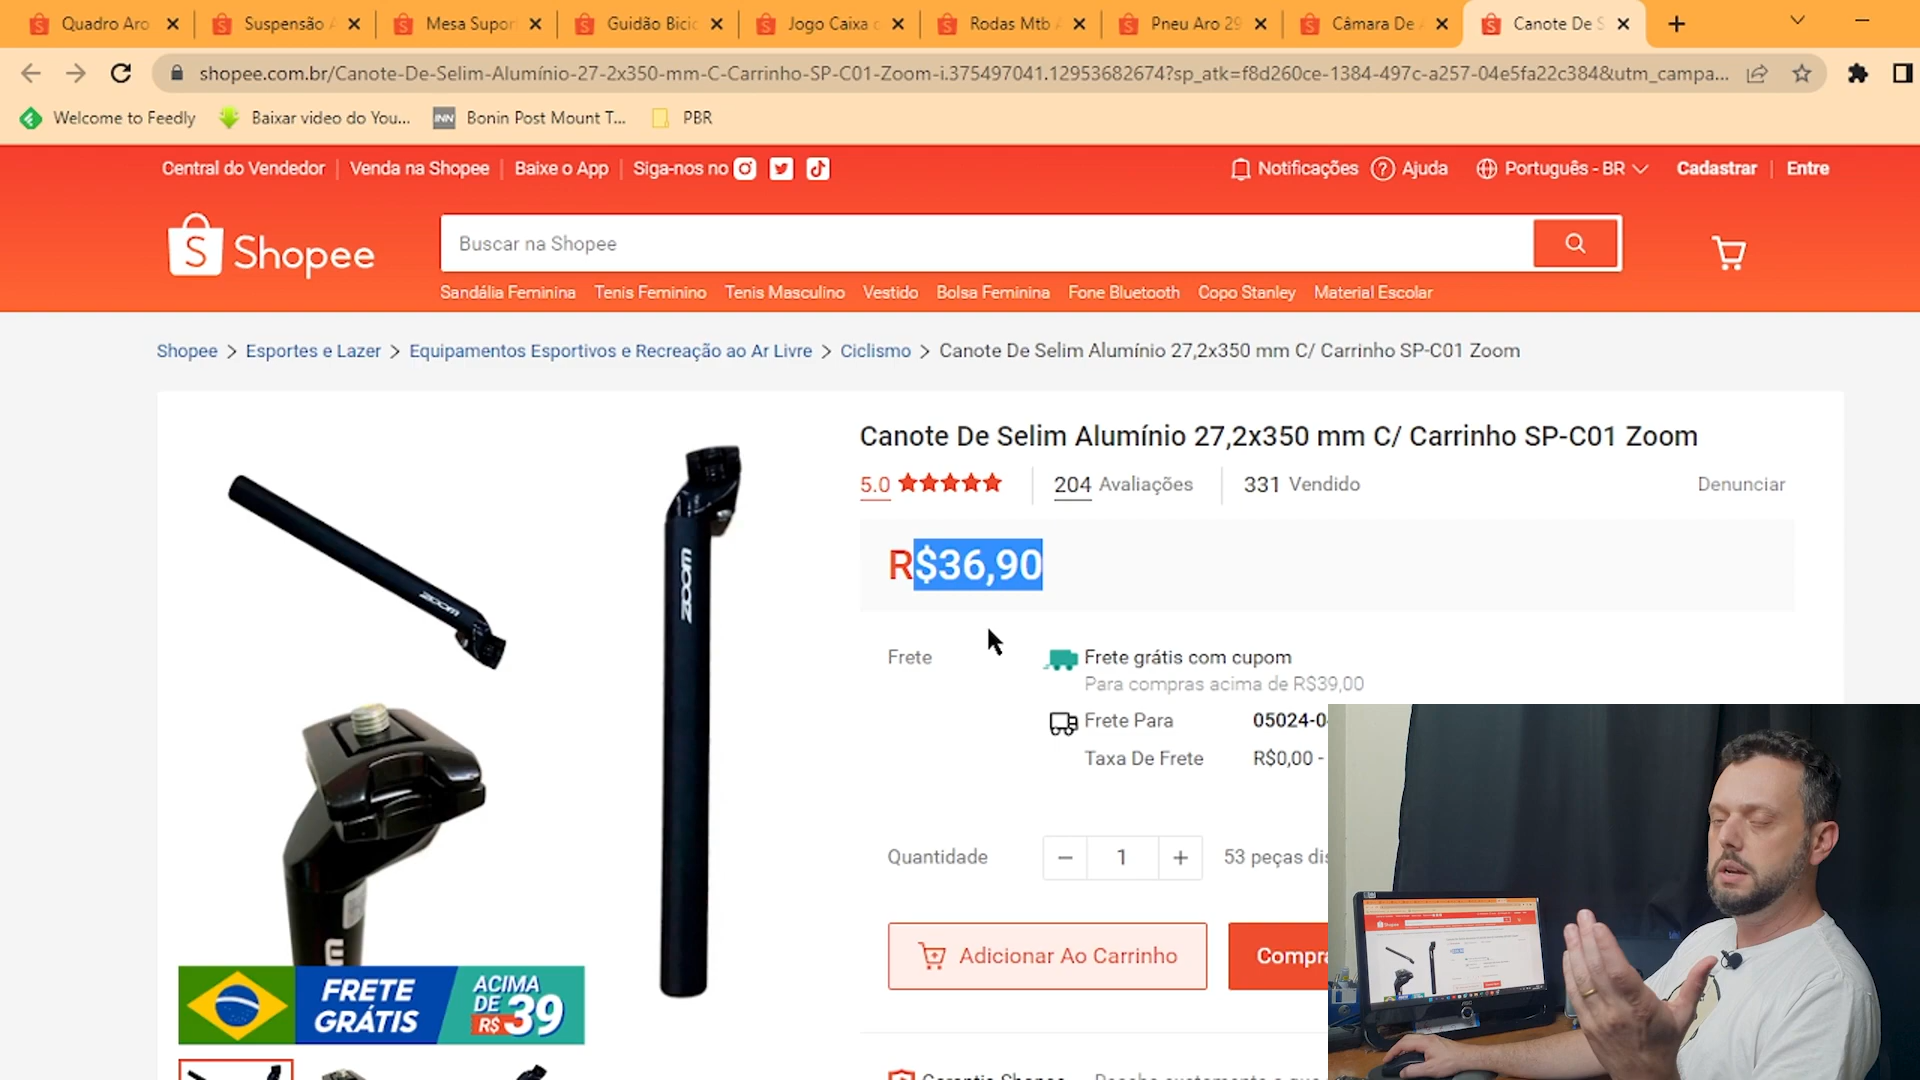 Quadro Aro
Suspensão
Mesa Supor
Guidão Bicic
Jogo Caixa
Rodas Mtb
Pneu Aro 29
Câmara De
Canote De S
shopee.com.br/Canote-De-Selim-Alumínio-27-2x350-mm-C-Carrinho-SP-C01-Zoom-i.375497041.12953682674?sp_atk=f8d260ce-1384-497c-a257-04e5fa22c384&utm_campa...
Welcome to Feedly
Baixar video do You...
INN
Bonin Post Mount T...
PBR
Central do Vendedor
Venda na Shopee
Baixe o App
Siga-nos no
Notificações
Ajuda
Português - BR
Cadastrar
Entre
Shopee
Buscar na Shopee
Sandália Feminina
Tenis Feminino
Tenis Masculino
Vestido
Bolsa Feminina
Fone Bluetooth
Copo Stanley
Material Escolar
Shopee > Esportes e Lazer > Equipamentos Esportivos e Recreação ao Ar Livre > Ciclismo > Canote De Selim Alumínio 27,2x350 mm C/ Carrinho SP-C01 Zoom
Canote De Selim Alumínio 27,2x350 mm C/ Carrinho SP-C01 Zoom
5.0
204 Avaliações
331 Vendido
Denunciar
R$36,90
ZOOM
ZOOM
Frete
Frete grátis com cupom
Para compras acima de R$39,00
Frete Para
05024-0
Taxa De Frete
R$0,00 -
Quantidade
− 1 +
53 peças dis
Adicionar Ao Carrinho
Compra
FRETE GRÁTIS
ACIMA DE R$ 39